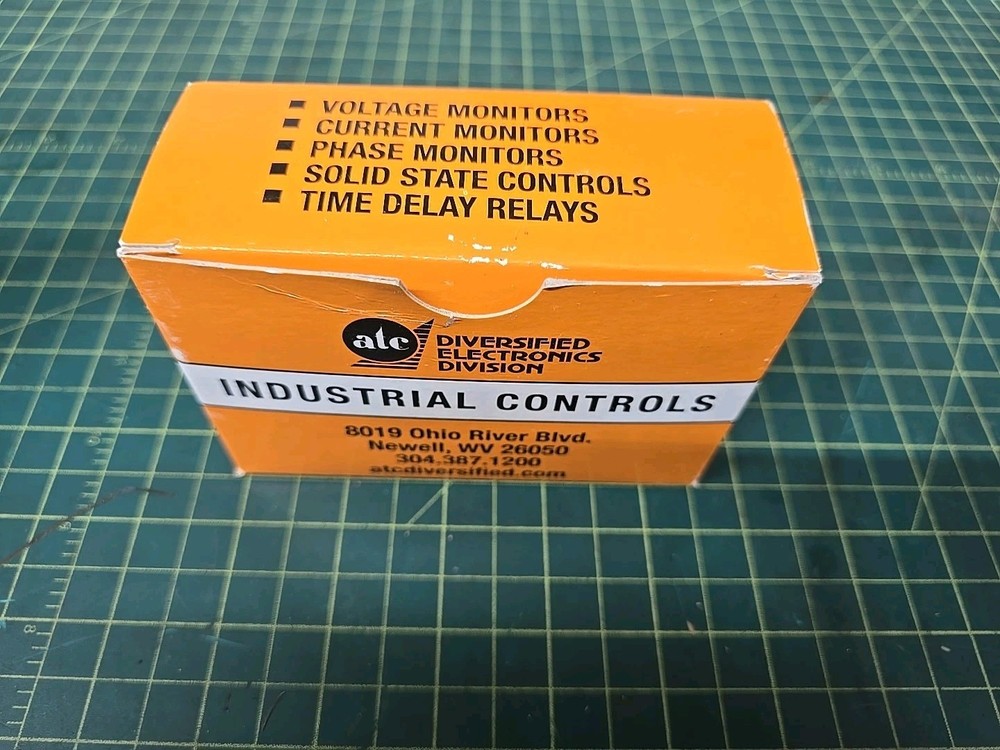 ■ VOLTAGE MONITORS
■ CURRENT MONITORS
■ PHASE MONITORS
■ SOLID STATE CONTROLS
■ TIME DELAY RELAYS
atc
DIVERSIFIED
ELECTRONICS
DIVISION
INDUSTRIAL CONTROLS
8019 Ohio River Blvd.
Newell, WV 26050
304.387.1200
atcdiversified.com
8